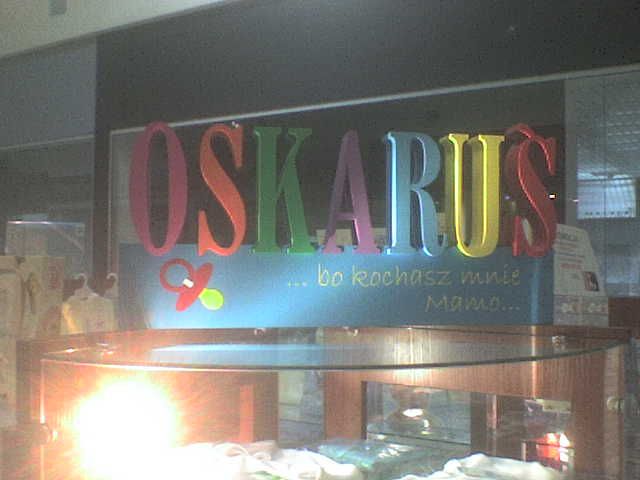 OSKARUŚ
... bo kochasz mnie
Mamo...